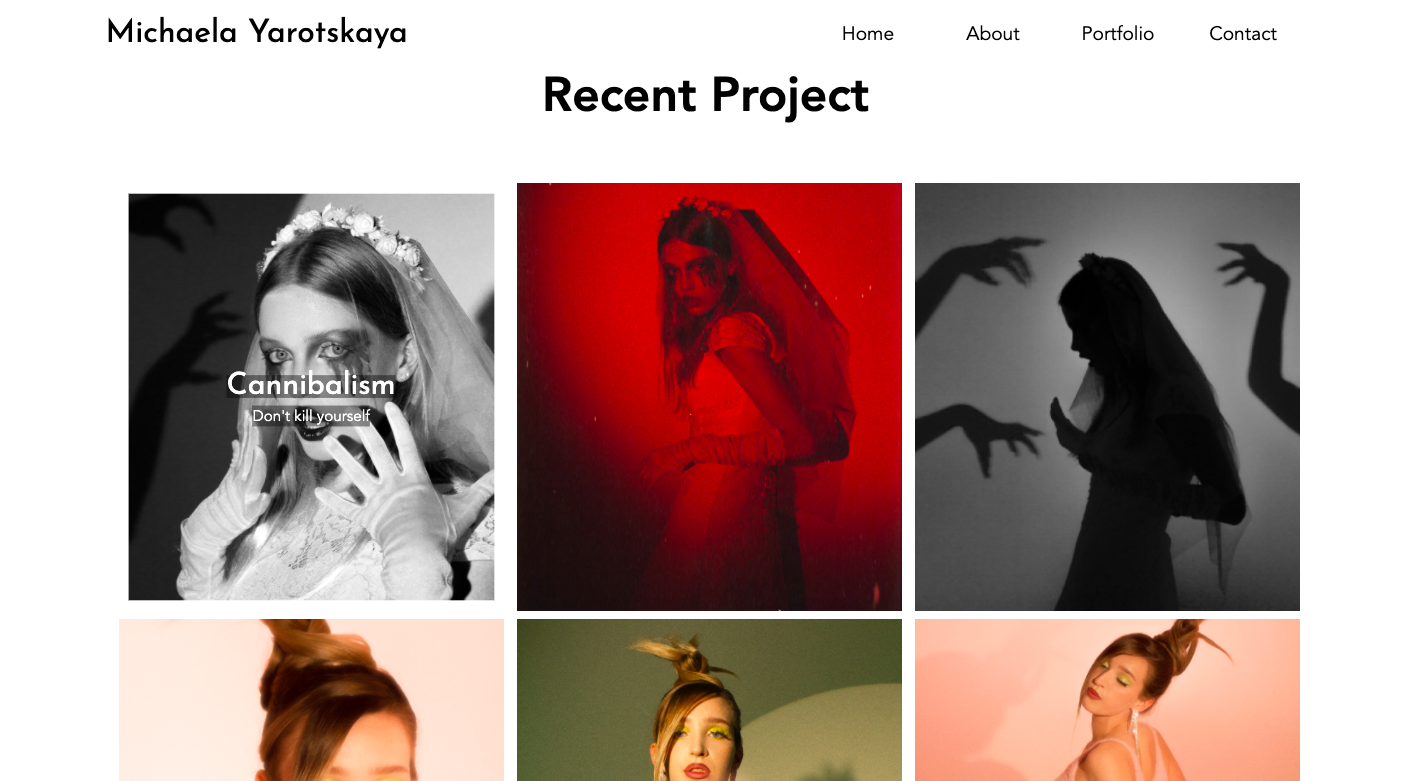 Michaela Yarotskaya
Home About Portfolio Contact
Recent Project
Cannibalism
Don't kill yourself